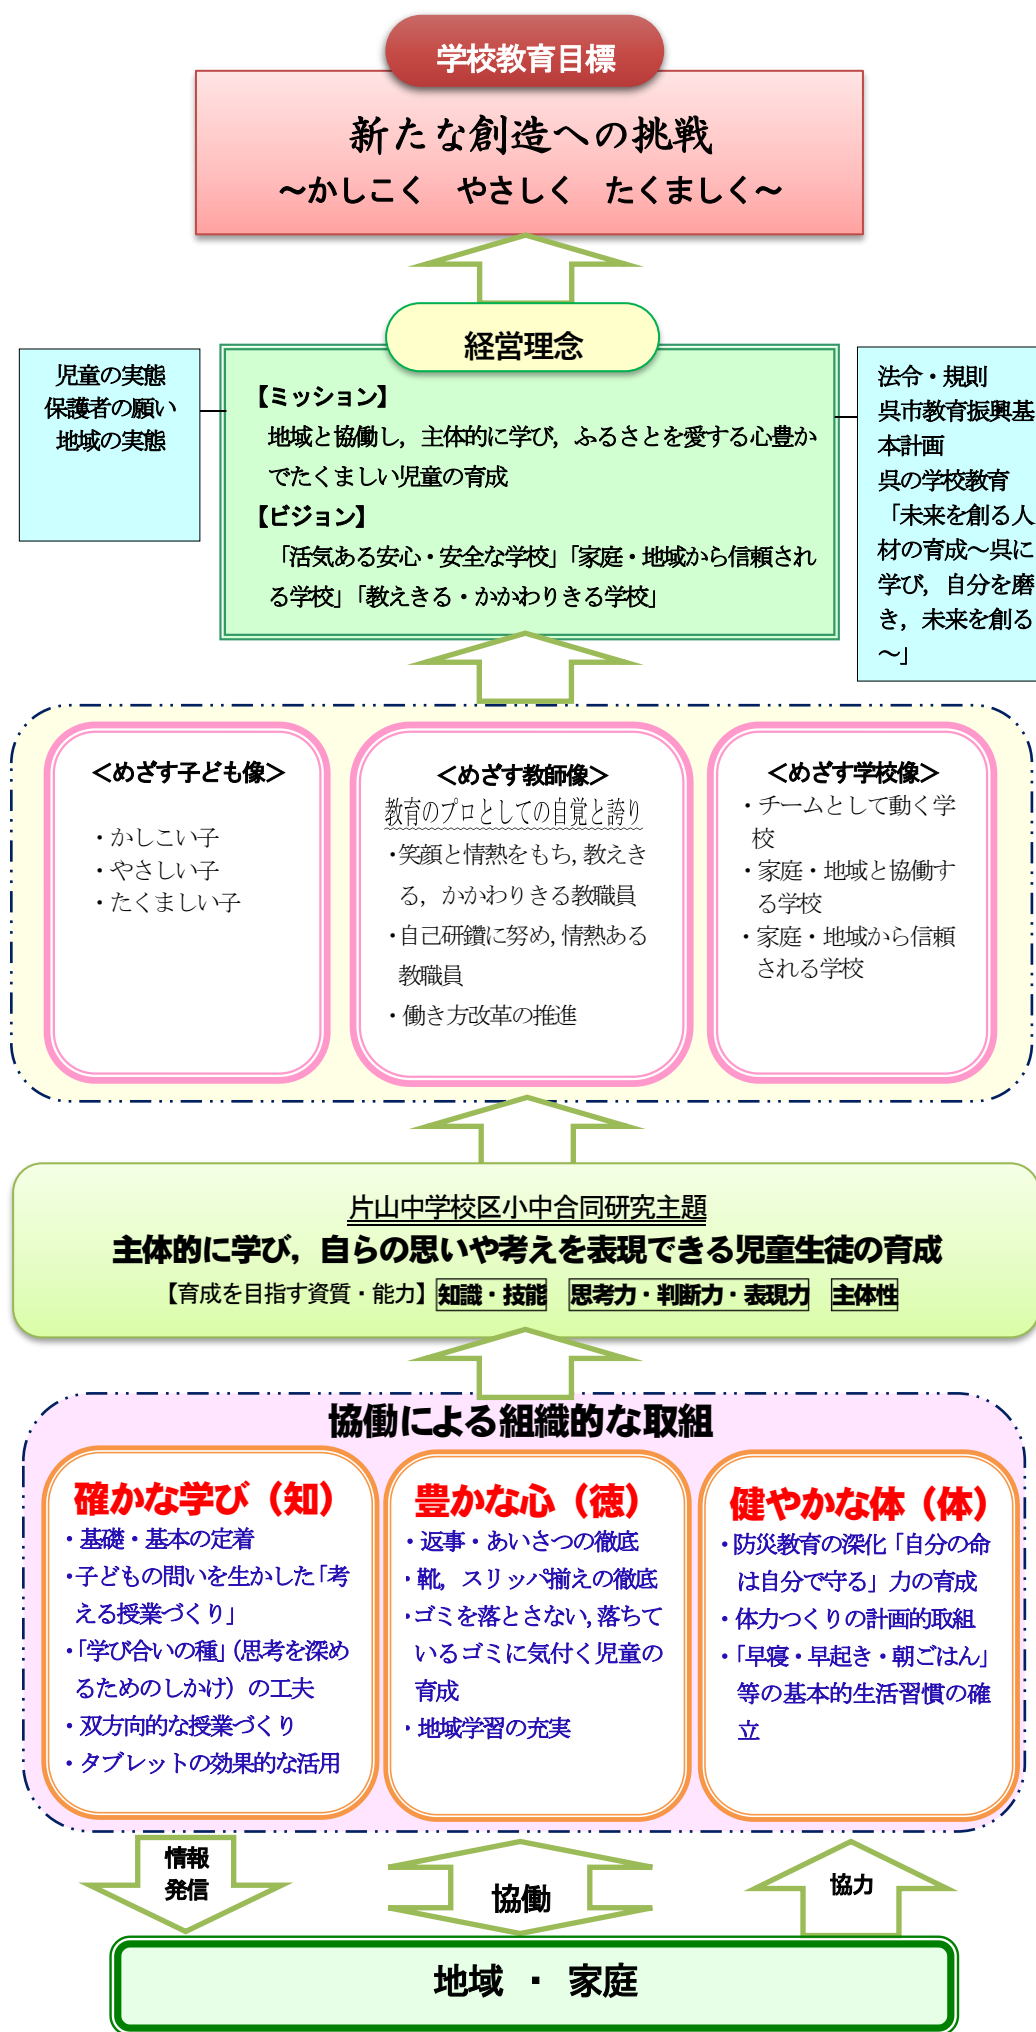 学校教育目標
新たな創造への挑戦
～かしこく　やさしく　たくましく～
経営理念
児童の実態
保護者の願い
地域の実態
【ミッション】
地域と協働し，主体的に学び，ふるさとを愛する心豊か
でたくましい児童の育成
【ビジョン】
「活気ある安心・安全な学校」「家庭・地域から信頼され
る学校」「教えきる・かかわりきる学校」
法令・規則
呉市教育振興基
本計画
呉の学校教育
「未来を創る人
材の育成～呉に
学び，自分を磨
き，未来を創る
～」
＜めざす子ども像＞
・かしこい子
・やさしい子
・たくましい子
＜めざす教師像＞
教育のプロとしての自覚と誇り
・笑顔と情熱をもち，教えき
る，かかわりきる教職員
・自己研鑽に努め，情熱ある
教職員
・働き方改革の推進
＜めざす学校像＞
・チームとして動く学
校
・家庭・地域と協働す
る学校
・家庭・地域から信頼
される学校
片山中学校区小中合同研究主題
主体的に学び，自らの思いや考えを表現できる児童生徒の育成
【育成を目指す資質・能力】 知識・技能　思考力・判断力・表現力　主体性
協働による組織的な取組
確かな学び（知）
・基礎・基本の定着
・子どもの問いを生かした「考
える授業づくり」
・「学び合いの種」（思考を深め
るためのしかけ）の工夫
・双方向的な授業づくり
・タブレットの効果的な活用
豊かな心（徳）
・返事・あいさつの徹底
・靴，スリッパ揃えの徹底
・ゴミを落とさない，落ちて
いるゴミに気付く児童の
育成
・地域学習の充実
健やかな体（体）
・防災教育の深化「自分の命
は自分で守る」力の育成
・体力つくりの計画的取組
・「早寝・早起き・朝ごはん」
等の基本的生活習慣の確
立
情報
発信
協働
協力
地域 ・ 家庭